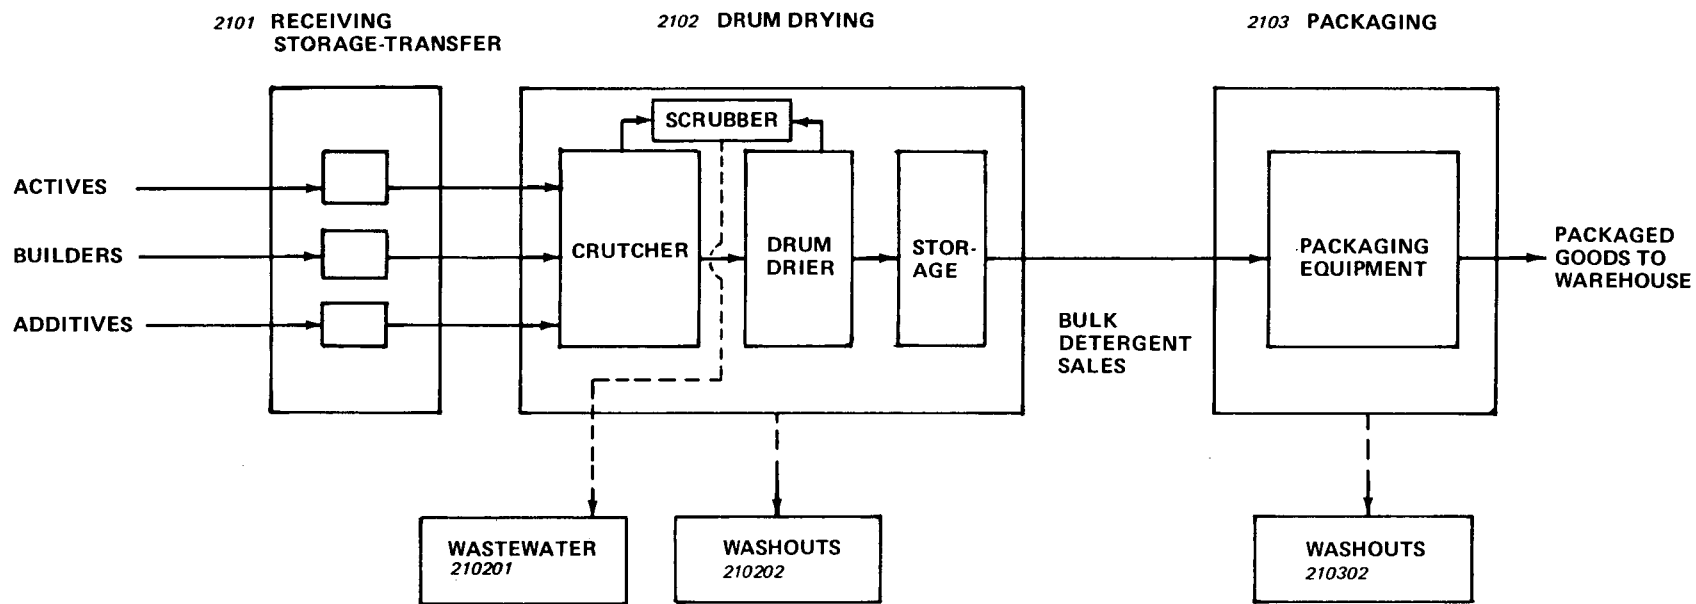 2101 RECEIVING
STORAGE-TRANSFER
2102 DRUM DRYING
2103 PACKAGING
SCRUBBER
ACTIVES
BUILDERS
ADDITIVES
CRUTCHER
DRUM
DRIER
STOR-
AGE
PACKAGING
EQUIPMENT
PACKAGED
GOODS TO
WAREHOUSE
BULK
DETERGENT
SALES
WASTEWATER
210201
WASHOUTS
210202
WASHOUTS
210302